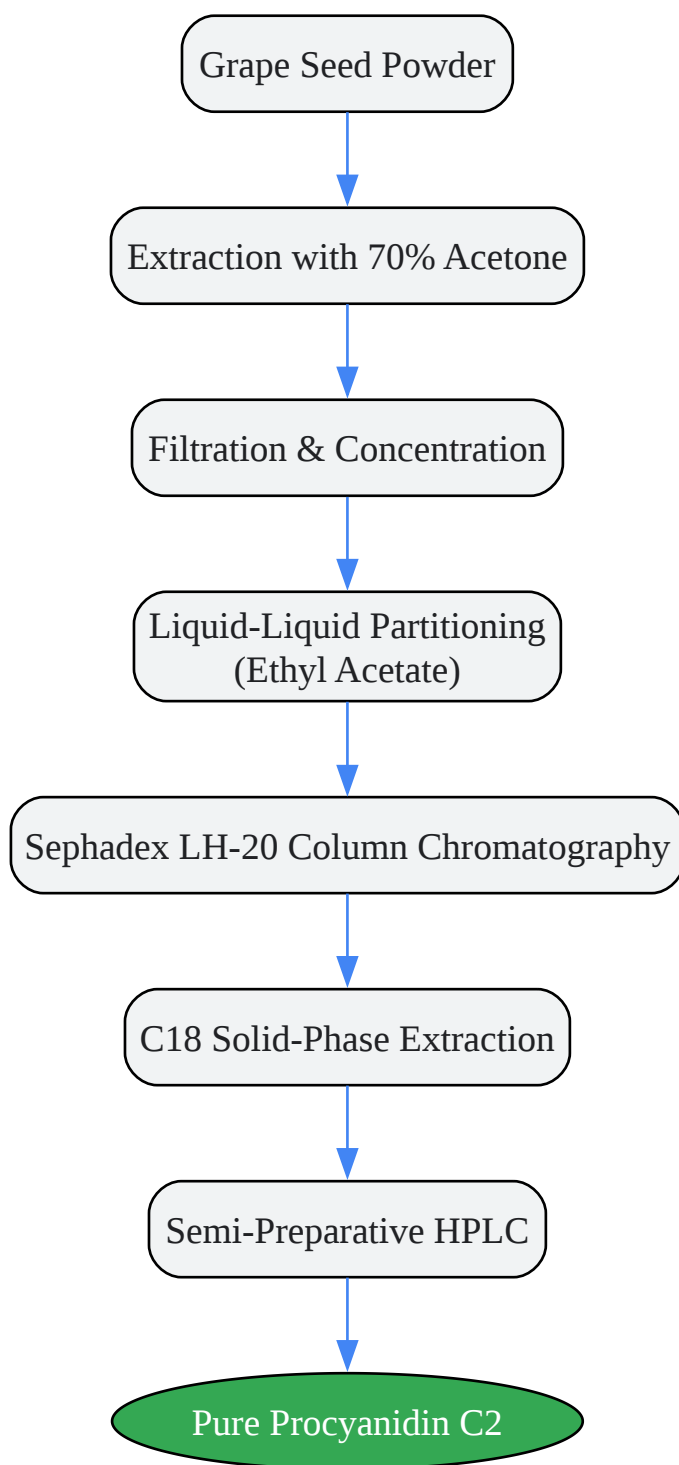 Grape Seed Powder
Extraction with 70% Acetone
Filtration & Concentration
Liquid-Liquid Partitioning
(Ethyl Acetate)
Sephadex LH-20 Column Chromatography
C18 Solid-Phase Extraction
Semi-Preparative HPLC
Pure Procyanidin C2